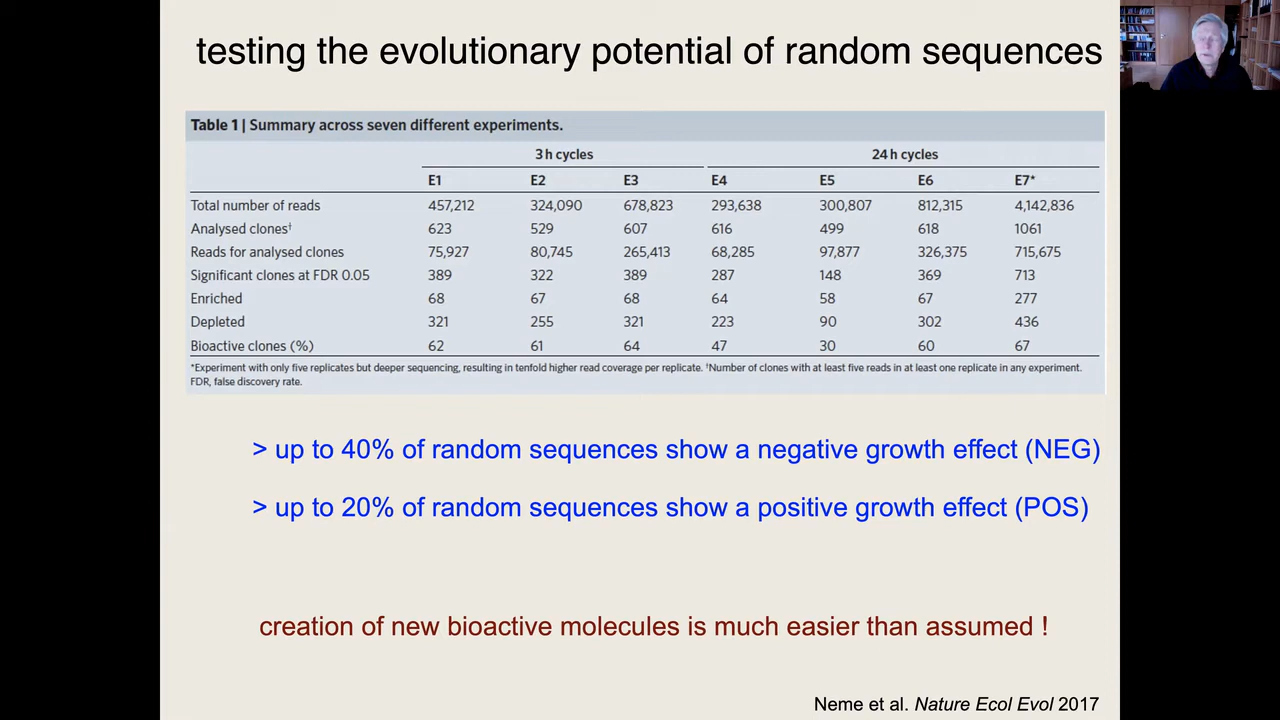 testing the evolutionary potential of random sequences
Table 1 | Summary across seven different experiments.
3 h cycles 24 h cycles
E1 E2 E3 E4 E5 E6 E7*
Total number of reads 457,212 324,090 678,823 293,638 300,807 812,315 4,142,836
Analysed clones† 623 529 607 616 499 618 1061
Reads for analysed clones 75,927 80,745 265,413 68,285 97,877 326,375 715,675
Significant clones at FDR 0.05 389 322 389 287 148 369 713
Enriched 68 67 68 64 58 67 277
Depleted 321 255 321 223 90 302 436
Bioactive clones (%) 62 61 64 47 30 60 67
*Experiment with only five replicates but deeper sequencing, resulting in tenfold higher read coverage per replicate. †Number of clones with at least five reads in at least one replicate in any experiment.
FDR, false discovery rate.
> up to 40% of random sequences show a negative growth effect (NEG)
> up to 20% of random sequences show a positive growth effect (POS)
creation of new bioactive molecules is much easier than assumed !
Neme et al. Nature Ecol Evol 2017